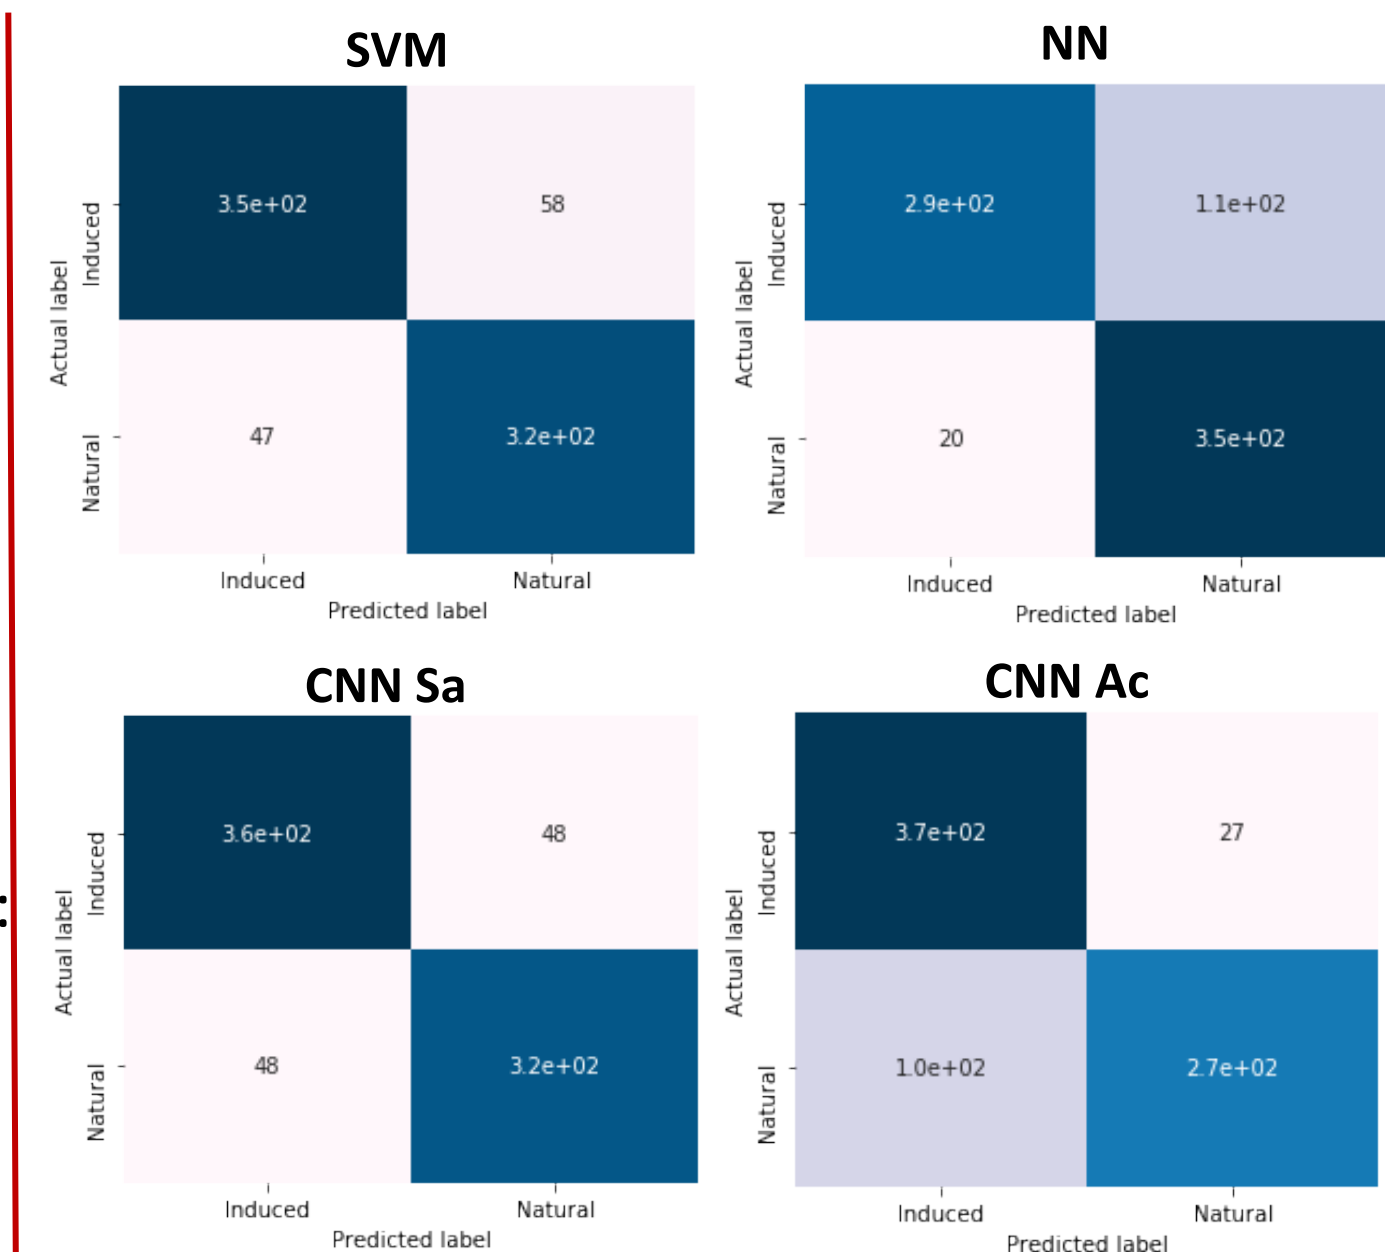 SVM
3.5e+02 58
47 3.2e+02
Induced
Natural
Actual label
Induced Natural
Predicted label
NN
2.9e+02 1.1e+02
20 3.5e+02
Induced
Natural
Actual label
Induced Natural
Predicted label
CNN Sa
3.6e+02 48
48 3.2e+02
Induced
Natural
Actual label
Induced Natural
Predicted label
CNN Ac
3.7e+02 27
1.0e+02 2.7e+02
Induced
Natural
Actual label
Induced Natural
Predicted label
: